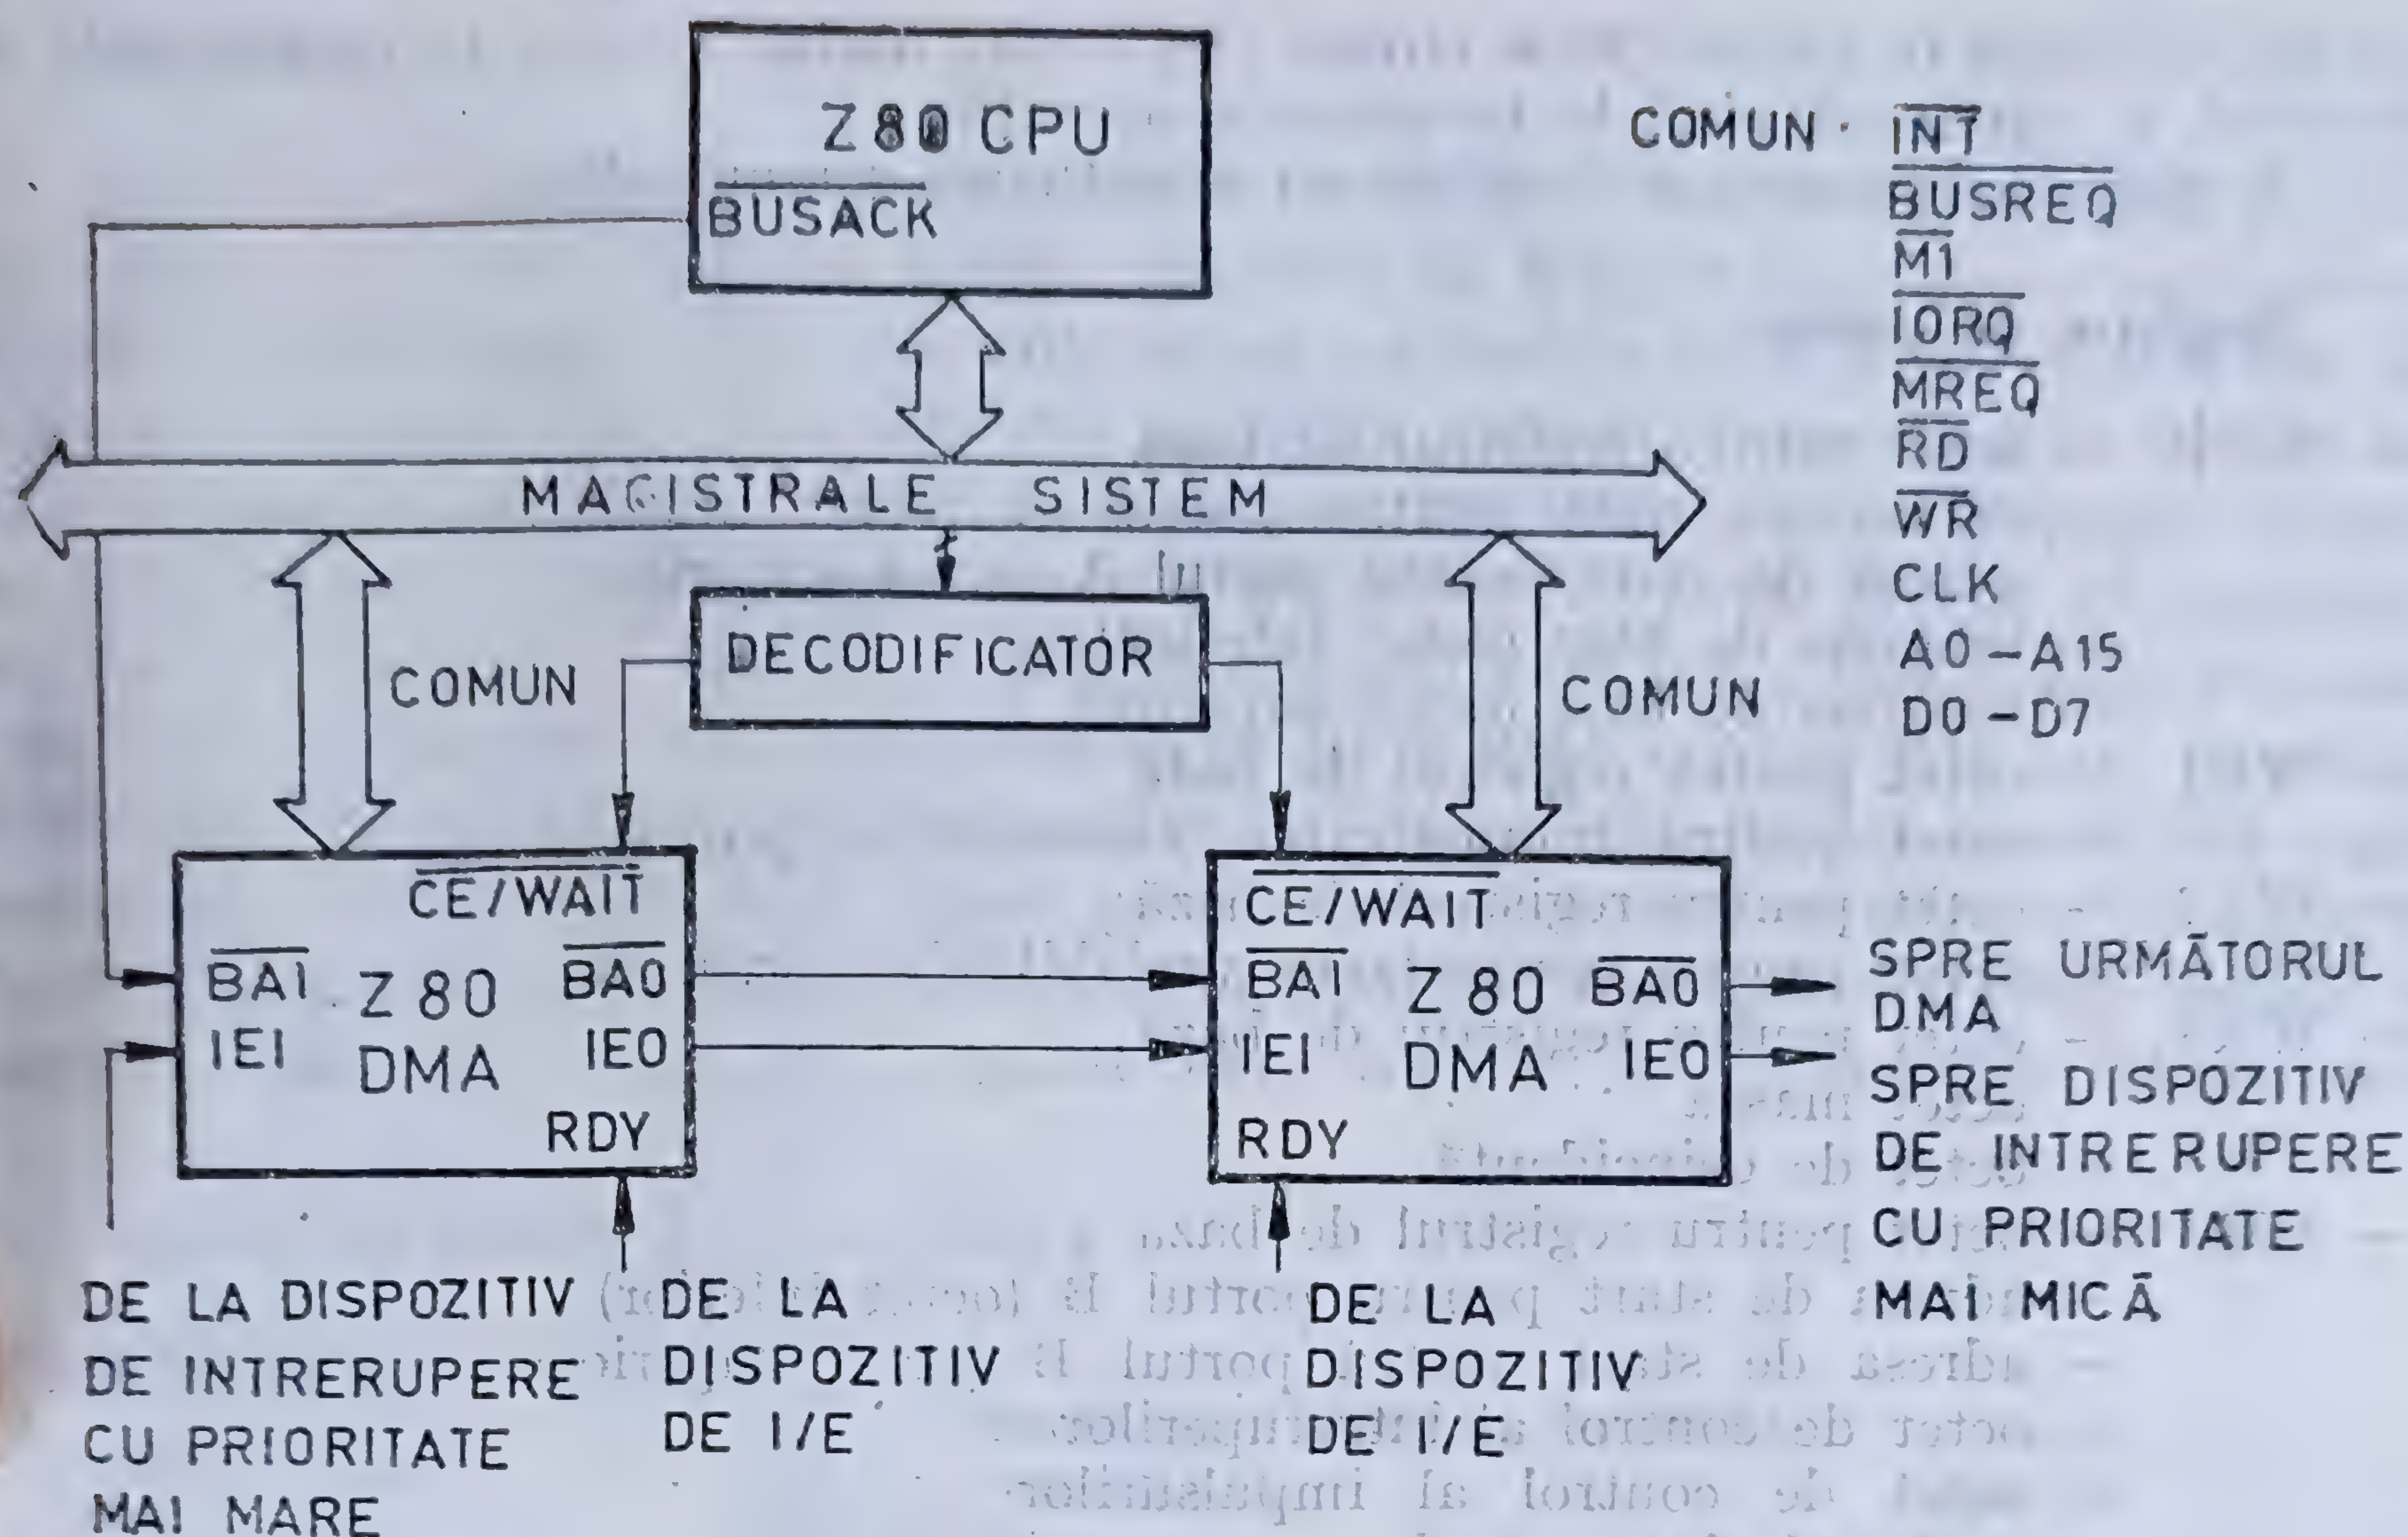 Z80 CPU
BUSACK
COMUN
INT
BUSREQ
M1
IORQ
MREQ
RD
WR
CLK
A0 – A15
D0 – D7
MAGISTRALE SISTEM
DECODIFICATOR
COMUN
COMUN
CE/WAIT
BAI
Z 80
BAO
IEI
DMA
IEO
RDY
CE/WAIT
BAI
Z 80
BAO
IEI
DMA
IEO
RDY
SPRE URMĂTORUL
DMA
SPRE DISPOZITIV
DE INTRERUPERE
CU PRIORITATE
MAI MICĂ
DE LA DISPOZITIV
DE INTRERUPERE
CU PRIORITATE
MAI MARE
DE LA
DISPOZITIV
DE I/E
DE LA
DISPOZITIV
DE I/E